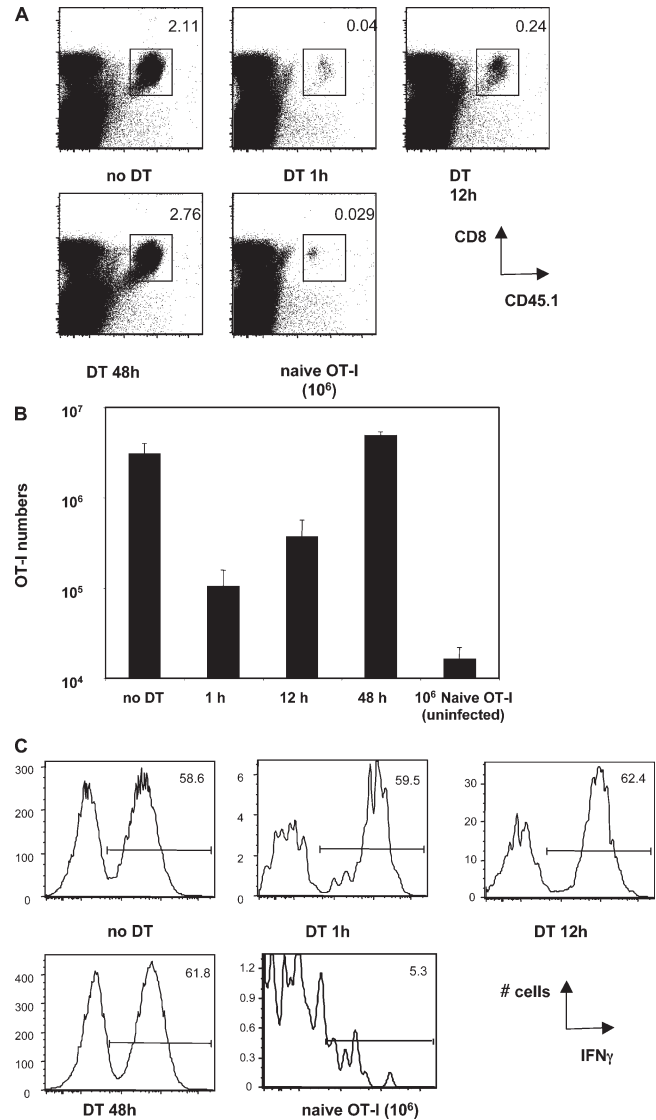 A
2.11
0.04
0.24
no DT
DT 1h
DT
12h
2.76
0.029
CD8
CD45.1
DT 48h
naive OT-I
(10⁶)
B
10⁷
10⁶
10⁵
10⁴
OT-I numbers
no DT
1 h
12 h
48 h
10⁶ Naive OT-I
(uninfected)
C
300
200
100
0
58.6
6
4
2
0
59.5
30
20
10
0
62.4
no DT
DT 1h
DT 12h
400
300
200
100
0
61.8
1.2
0.9
0.6
0.3
0
5.3
# cells
IFNγ
DT 48h
naive OT-I (10⁶)